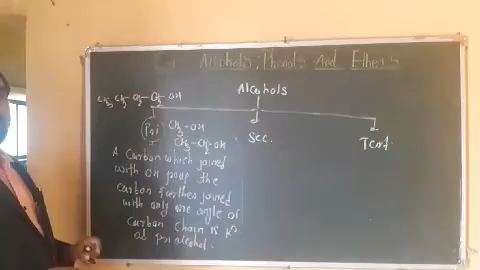 Alcohols, Phenols And Ethers
Alcohols
CH3 CH2 - CH2 - CH2 - OH
Pri
CH3 - OH
CH3 - CH2 - OH
Sec.
Tert.
A Carbon which joined
with OH group the
Carbon further joined
with only one angle of
Carbon chain is
as pri alcohol.